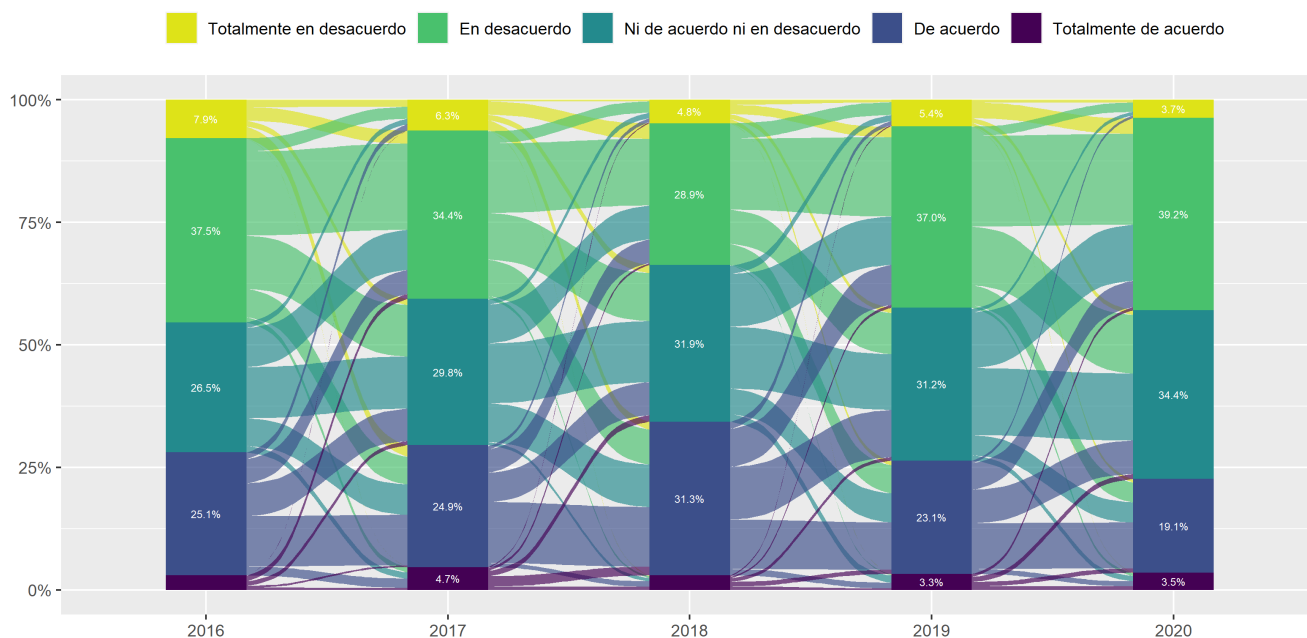 Totalmente en desacuerdo En desacuerdo Ni de acuerdo ni en desacuerdo De acuerdo Totalmente de acuerdo
100%
7.9% 6.3% 4.8% 5.4% 3.7%
75%
37.5% 34.4% 28.9% 37.0% 39.2%
50%
26.5% 29.8% 31.9% 31.2% 34.4%
25%
25.1% 24.9% 31.3% 23.1% 19.1%
4.7% 3.3% 3.5%
0%
2016 2017 2018 2019 2020